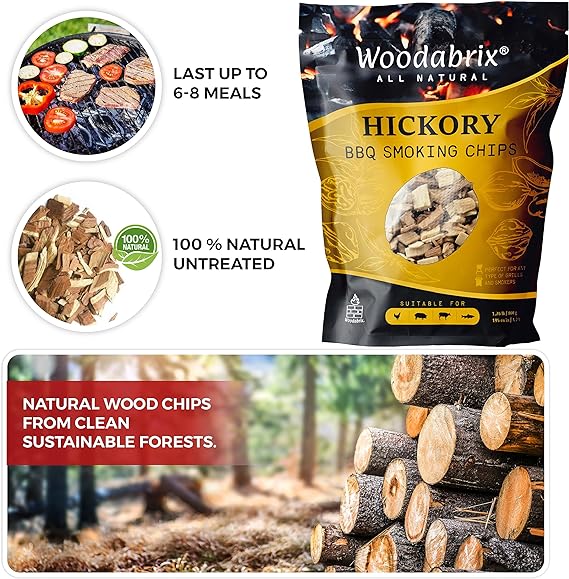 LAST UP TO
6-8 MEALS
100%
NATURAL
100 % NATURAL
UNTREATED
Woodabrix®
ALL NATURAL
HICKORY
BBQ SMOKING CHIPS
PERFECT FOR ANY
TYPE OF GRILLS
AND SMOKERS
SUITABLE FOR
Woodabrix
NATURAL WOOD CHIPS
FROM CLEAN
SUSTAINABLE FORESTS.